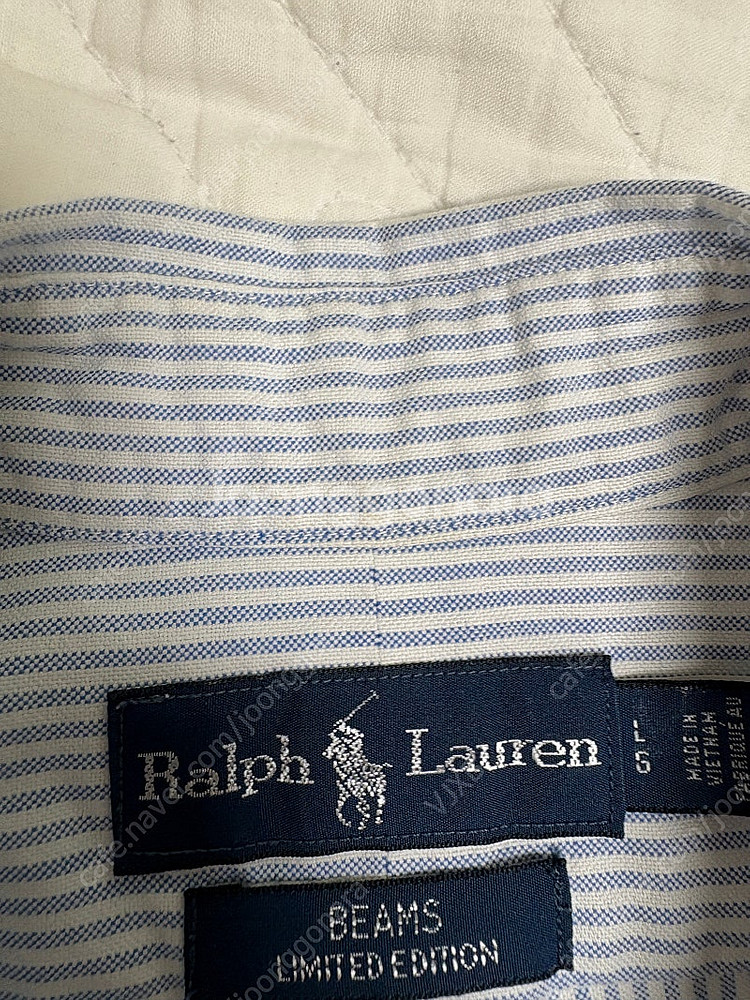 Ralph Lauren
L
G
MADE IN
VIETNAM
BEAMS
LIMITED EDITION